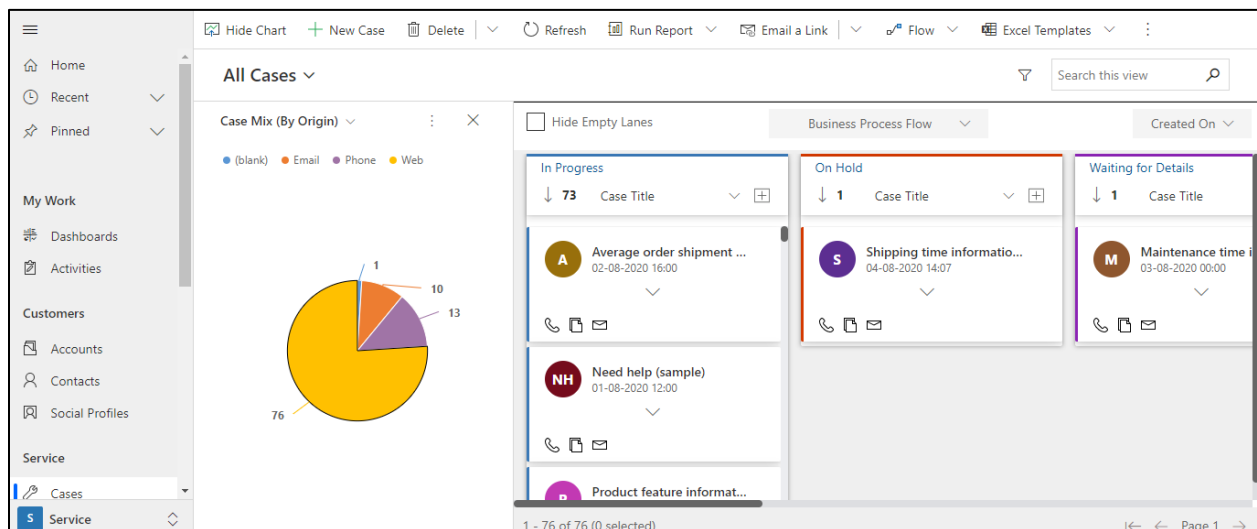 Hide Chart New Case Delete Refresh Run Report Email a Link Flow Excel Templates
Home
Recent
Pinned
My Work
Dashboards
Activities
Customers
Accounts
Contacts
Social Profiles
Service
Cases
S Service
All Cases
Search this view
Case Mix (By Origin)
(blank) Email Phone Web
1
10
13
76
Hide Empty Lanes
Business Process Flow
Created On
In Progress
73 Case Title
A
Average order shipment ...
02-08-2020 16:00
NH
Need help (sample)
01-08-2020 12:00
Product feature informat...
On Hold
1 Case Title
S
Shipping time informatio...
04-08-2020 14:07
Waiting for Details
1 Case Title
M
Maintenance time i
03-08-2020 00:00
1 - 76 of 76 (0 selected)
Page 1